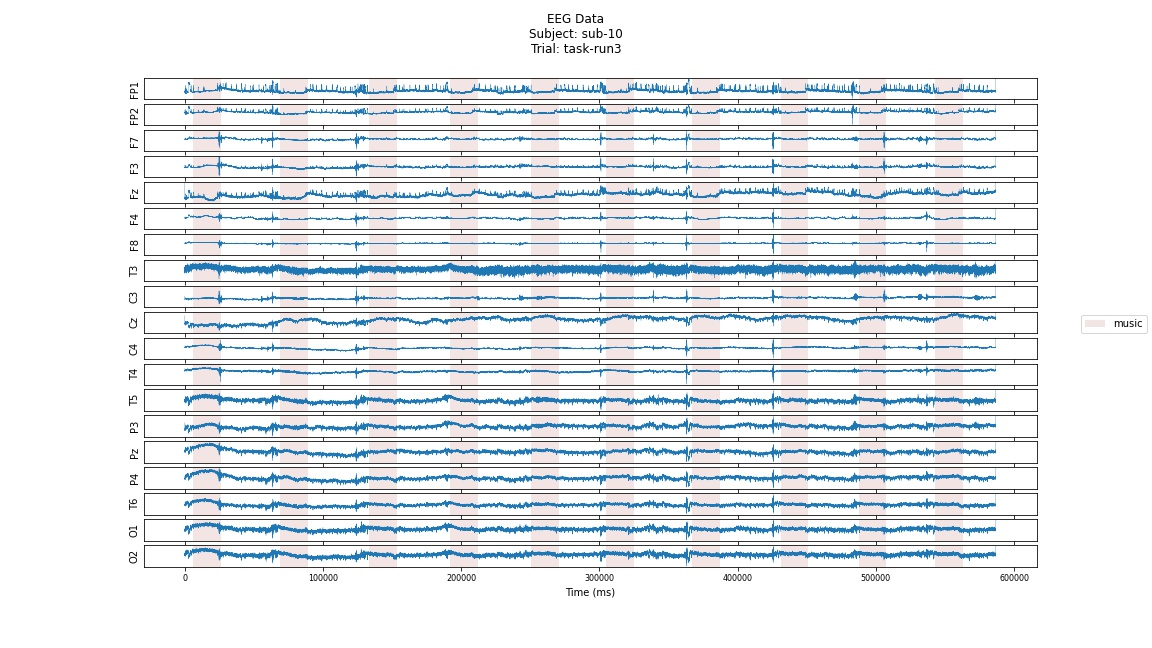 EEG Data
Subject: sub-10
Trial: task-run3
FP1
FP2
F7
F3
Fz
F4
F8
T3
C3
Cz
C4
T4
T5
P3
Pz
P4
T6
O1
O2
music
0 100000 200000 300000 400000 500000 600000
Time (ms)